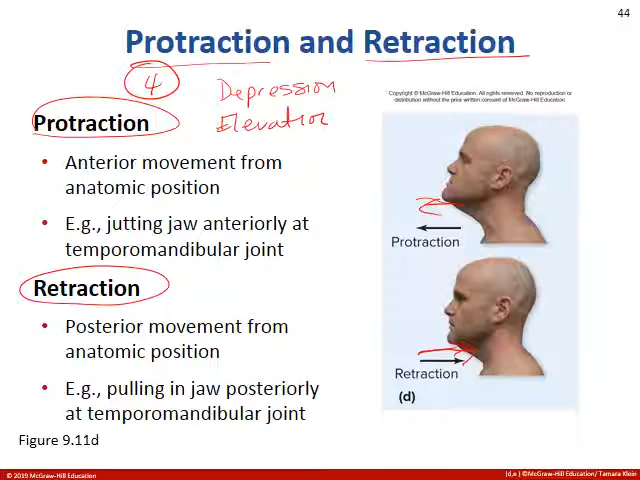 44
Protraction and Retraction
4
Depression
Elevation
Copyright © McGraw-Hill Education. All rights reserved. No reproduction or
distribution without the prior written consent of McGraw-Hill Education.
Protraction
• Anterior movement from
anatomic position
• E.g., jutting jaw anteriorly at
temporomandibular joint
Protraction
Retraction
• Posterior movement from
anatomic position
• E.g., pulling in jaw posteriorly
at temporomandibular joint
Retraction
(d)
Figure 9.11d
© 2019 McGraw-Hill Education
(d,e) ©McGraw-Hill Education/ Tamara Klein